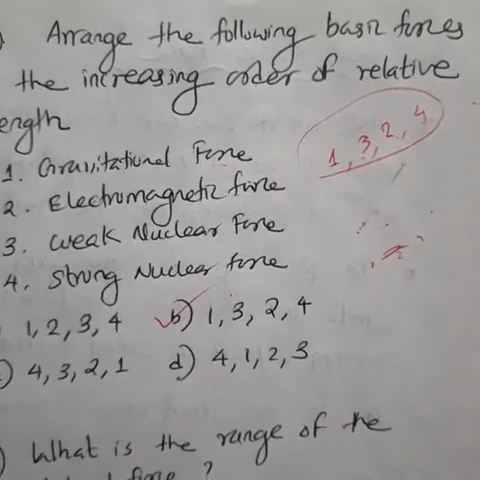 ) Arrange the following basic forces
the increasing order of relative
ength
1, 3, 2, 4
1. Gravitational Force
2. Electromagnetic force
3. Weak Nuclear Force
4. Strong Nuclear force
1, 2, 3, 4 b) 1, 3, 2, 4
) 4, 3, 2, 1 d) 4, 1, 2, 3
) What is the range of the
force ?